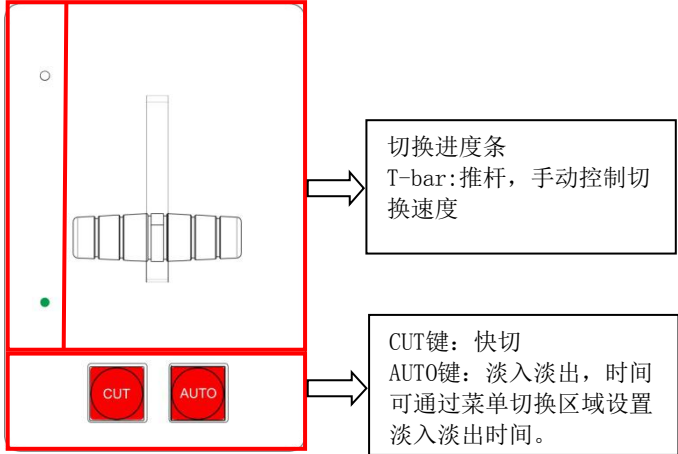 切换进度条
T-bar:推杆，手动控制切
换速度
CUT键：快切
AUTO键：淡入淡出，时间
可通过菜单切换区域设置
淡入淡出时间。
CUT
AUTO